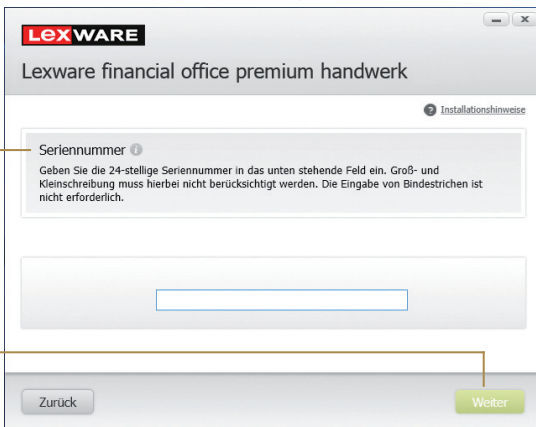 LEXWARE
Lexware financial office premium handwerk
Installationshinweise
Seriennummer
Geben Sie die 24-stellige Seriennummer in das unten stehende Feld ein. Groß- und
Kleinschreibung muss hierbei nicht berücksichtigt werden. Die Eingabe von Bindestrichen ist
nicht erforderlich.
Zurück
Weiter